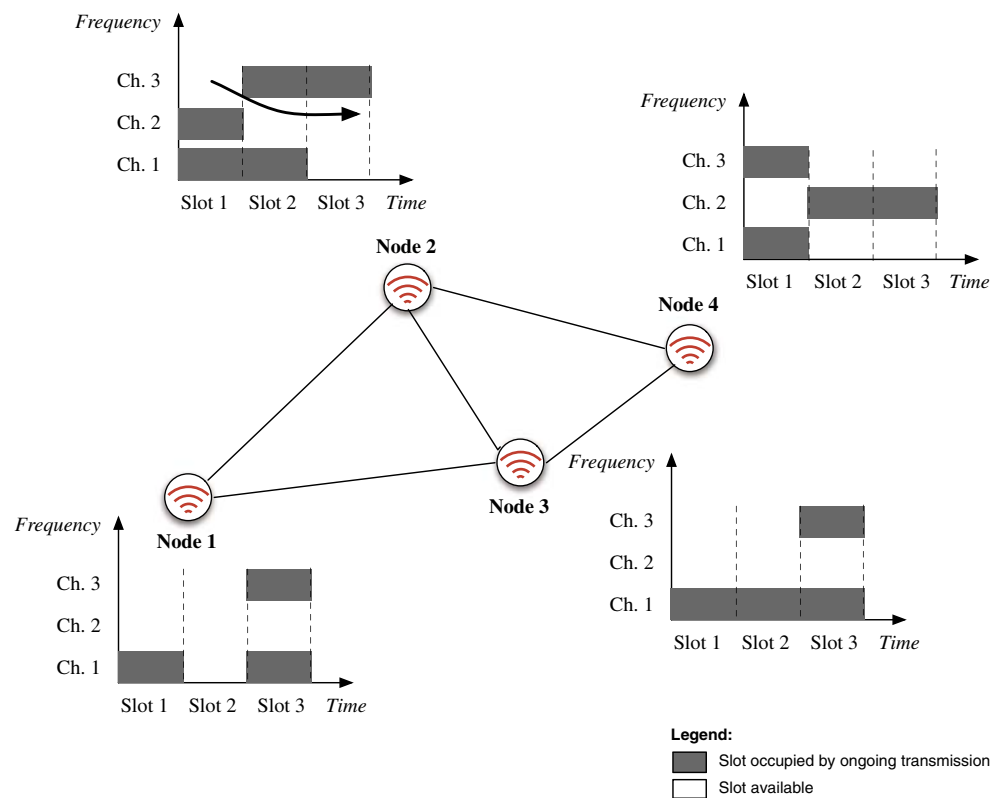 Frequency
Ch. 3
Ch. 2
Ch. 1
Slot 1 Slot 2 Slot 3 Time
Frequency
Ch. 3
Ch. 2
Ch. 1
Slot 1 Slot 2 Slot 3 Time
Node 2
Node 4
Node 3
Node 1
Frequency
Ch. 3
Ch. 2
Ch. 1
Slot 1 Slot 2 Slot 3 Time
Frequency
Ch. 3
Ch. 2
Ch. 1
Slot 1 Slot 2 Slot 3 Time
Legend:
Slot occupied by ongoing transmission
Slot available